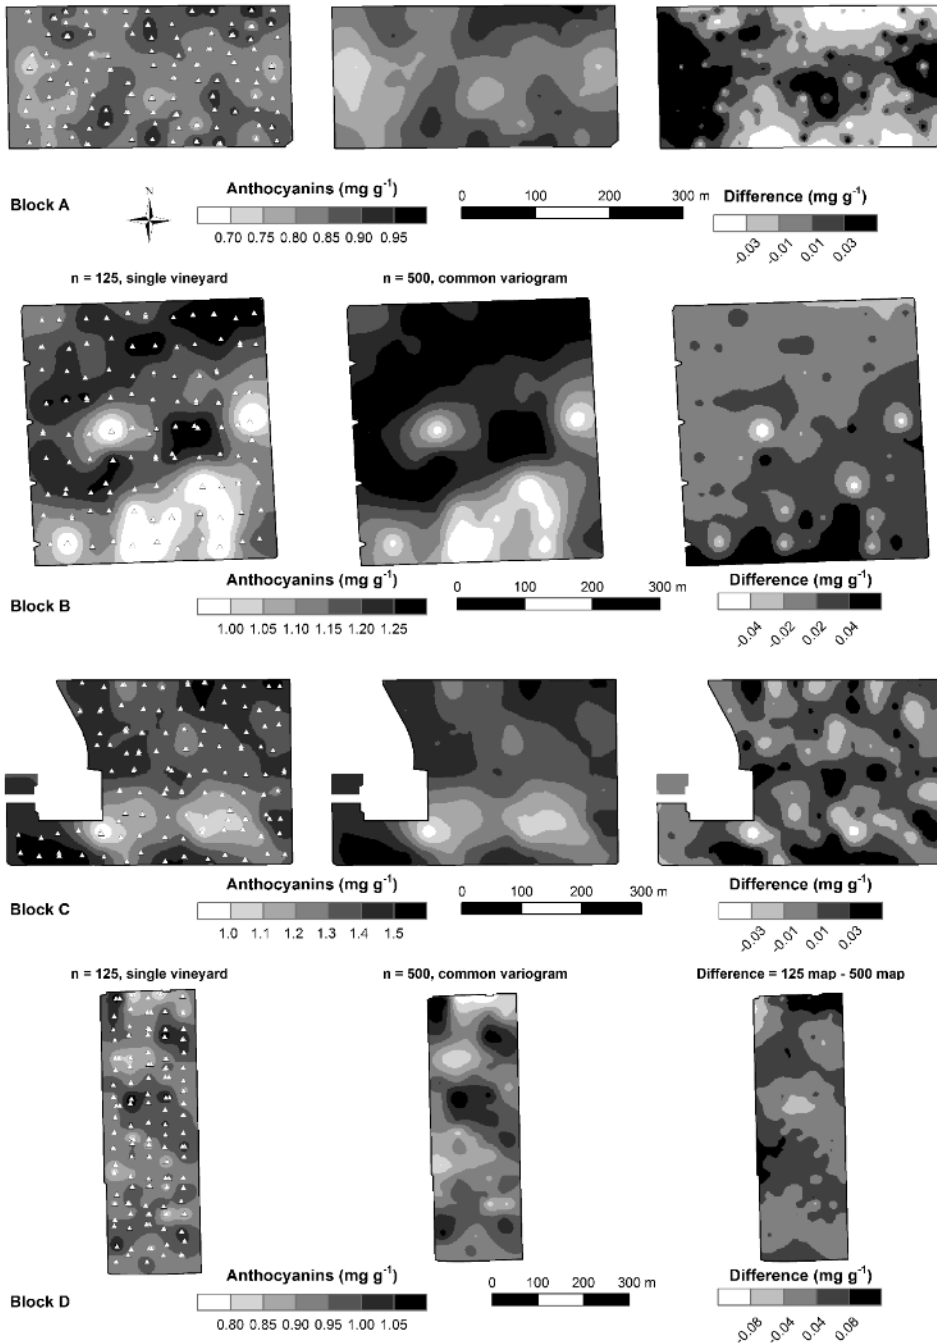 N
Block A
Anthocyanins (mg g-1)
0.70 0.75 0.80 0.85 0.90 0.95
0 100 200 300 m
Difference (mg g-1)
-0.03 -0.01 0.01 0.03
n = 125, single vineyard
n = 500, common variogram
Block B
Anthocyanins (mg g-1)
1.00 1.05 1.10 1.15 1.20 1.25
0 100 200 300 m
Difference (mg g-1)
-0.04 -0.02 0.02 0.04
Block C
Anthocyanins (mg g-1)
1.0 1.1 1.2 1.3 1.4 1.5
0 100 200 300 m
Difference (mg g-1)
-0.03 -0.01 0.01 0.03
n = 125, single vineyard
n = 500, common variogram
Difference = 125 map - 500 map
Block D
Anthocyanins (mg g-1)
0.80 0.85 0.90 0.95 1.00 1.05
0 100 200 300 m
Difference (mg g-1)
-0.08 -0.04 0.04 0.08